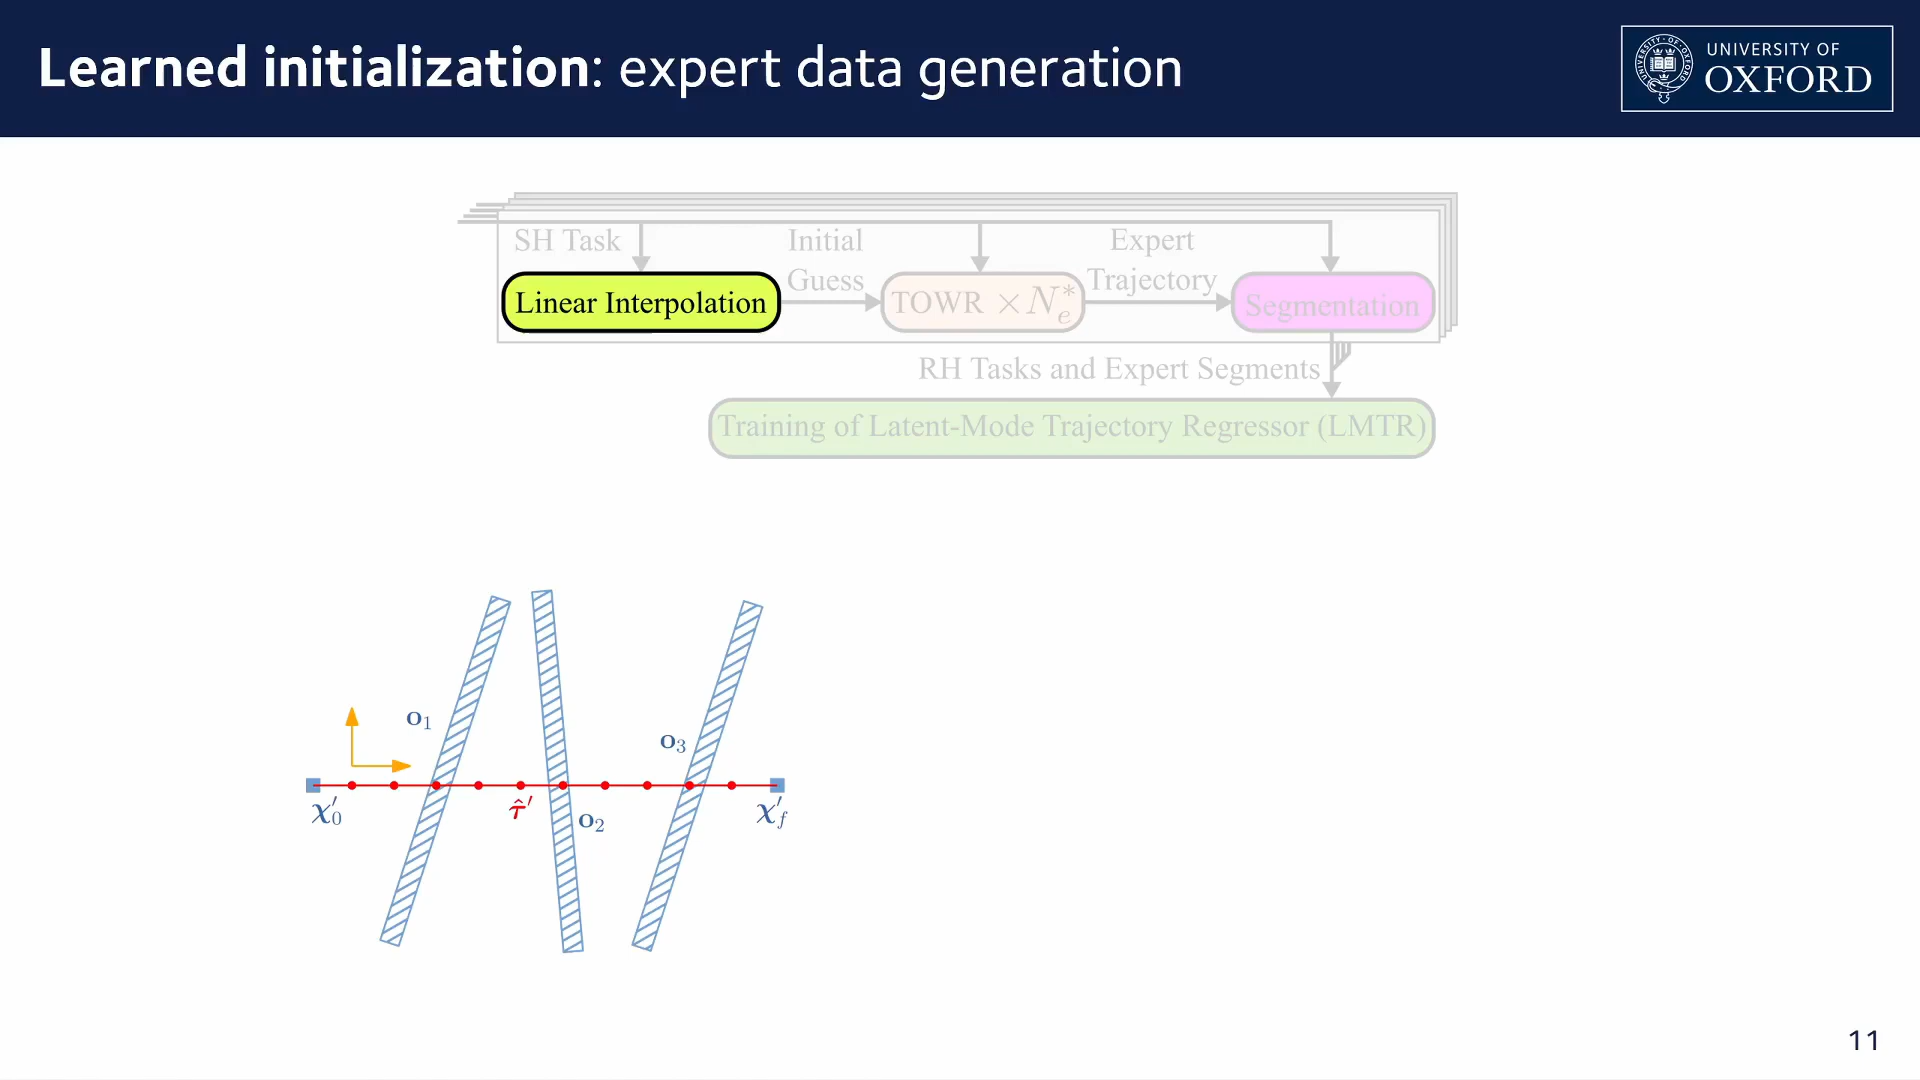 Learned initialization: expert data generation
UNIVERSITY OF
OXFORD
SH Task
Initial
Guess
Expert
Trajectory
Linear Interpolation
TOWR ×N*e
Segmentation
RH Tasks and Expert Segments
Training of Latent-Mode Trajectory Regressor (LMTR)
o1
o3
χ′0
τ̂′
o2
χ′f
11